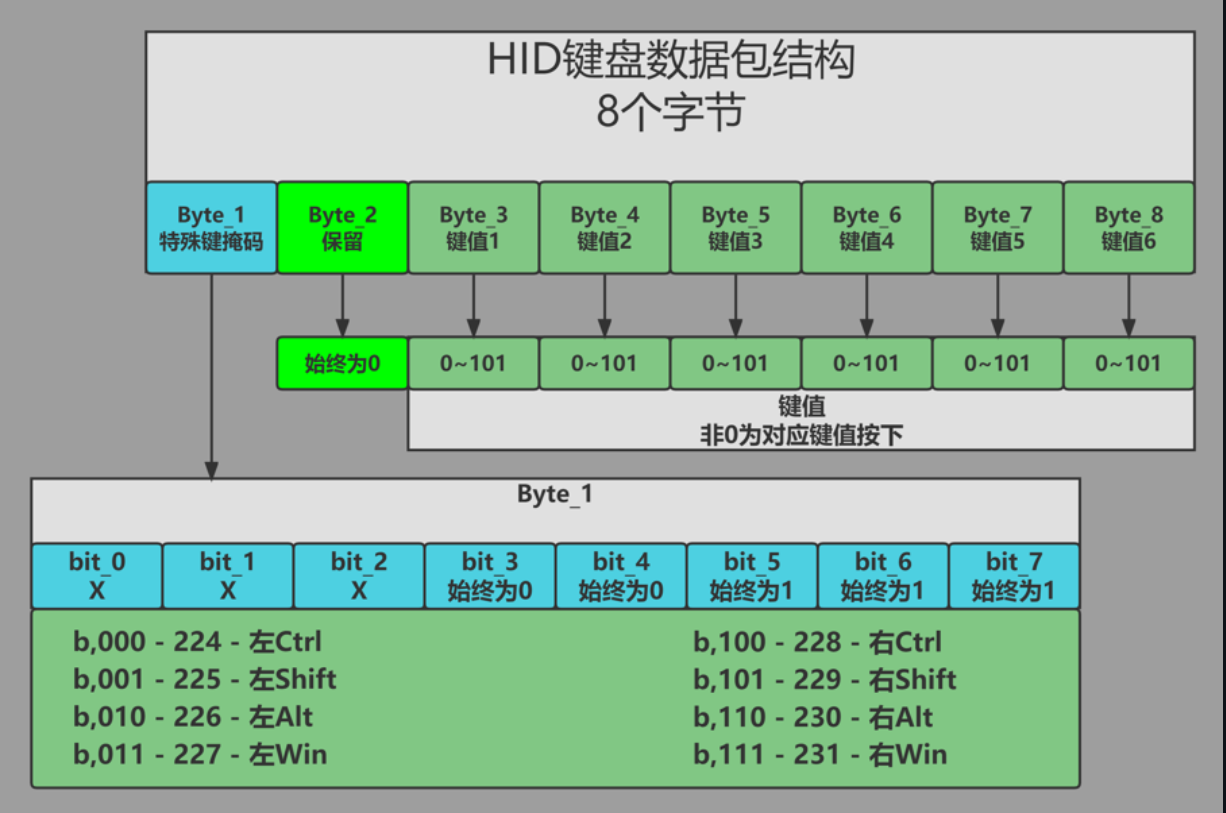 HID键盘数据包结构
8个字节
Byte_1 Byte_2 Byte_3 Byte_4 Byte_5 Byte_6 Byte_7 Byte_8
特殊键掩码 保留 键值1 键值2 键值3 键值4 键值5 键值6
始终为0 0~101 0~101 0~101 0~101 0~101 0~101
键值
非0为对应键值按下
Byte_1
bit_0 bit_1 bit_2 bit_3 bit_4 bit_5 bit_6 bit_7
X X X 始终为0 始终为0 始终为1 始终为1 始终为1
b,000 - 224 - 左Ctrl b,100 - 228 - 右Ctrl
b,001 - 225 - 左Shift b,101 - 229 - 右Shift
b,010 - 226 - 左Alt b,110 - 230 - 右Alt
b,011 - 227 - 左Win b,111 - 231 - 右Win